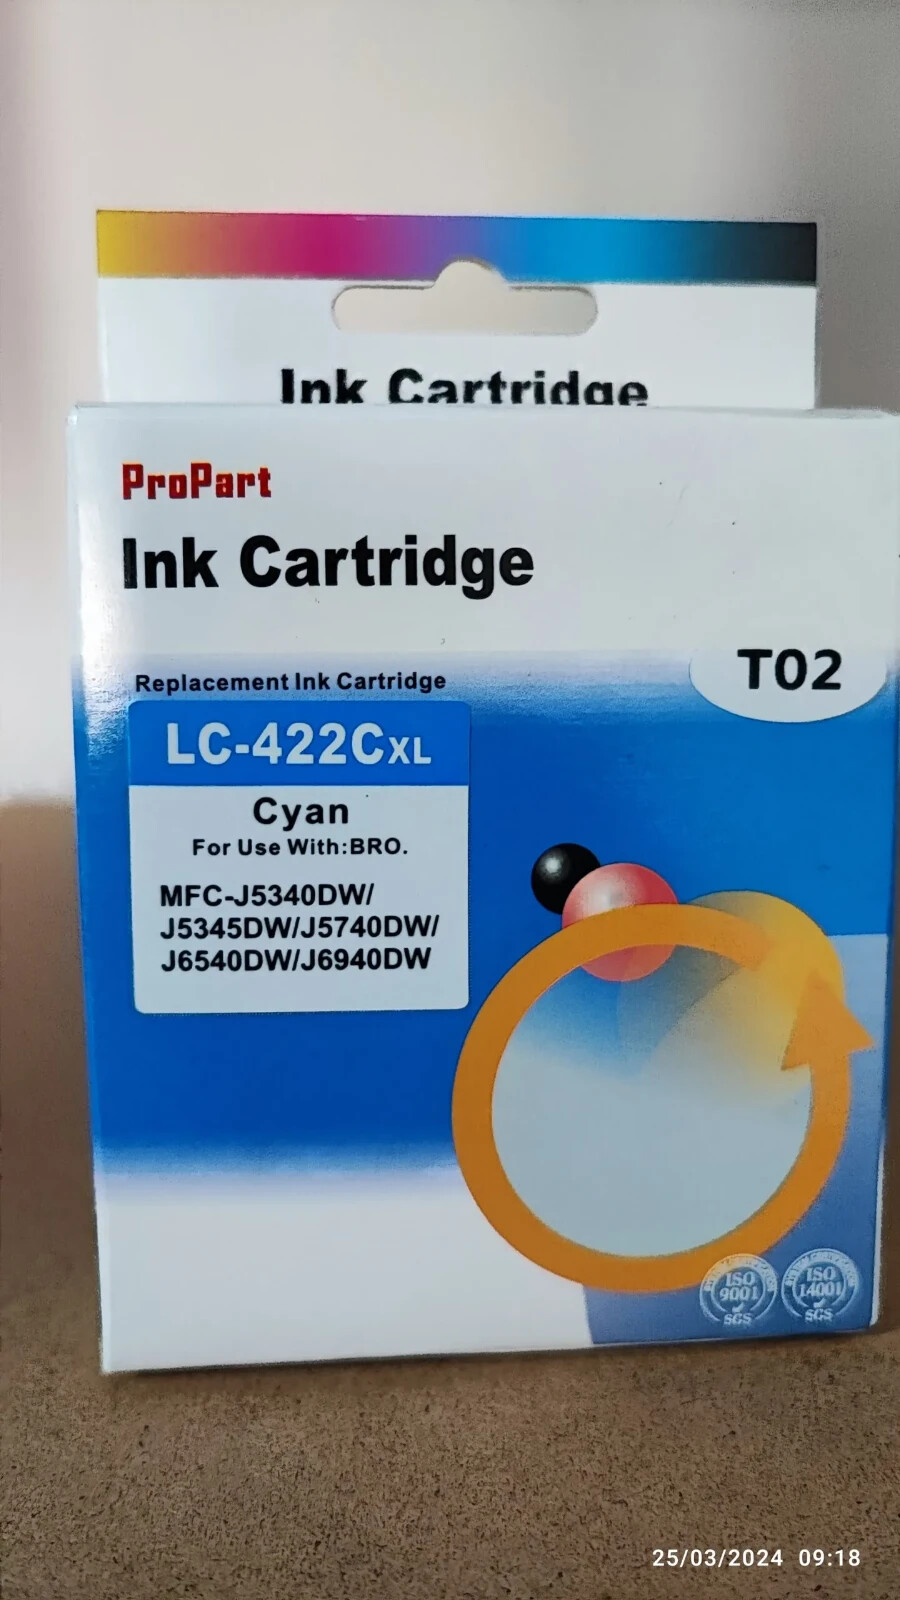 Ink Cartridge
ProPart
Ink Cartridge
T02
Replacement Ink Cartridge
LC-422CXL
Cyan
For Use With:BRO.
MFC-J5340DW/
J5345DW/J5740DW/
J6540DW/J6940DW
ISO
9001
SGS
ISO
14001
SGS
25/03/2024 09:18